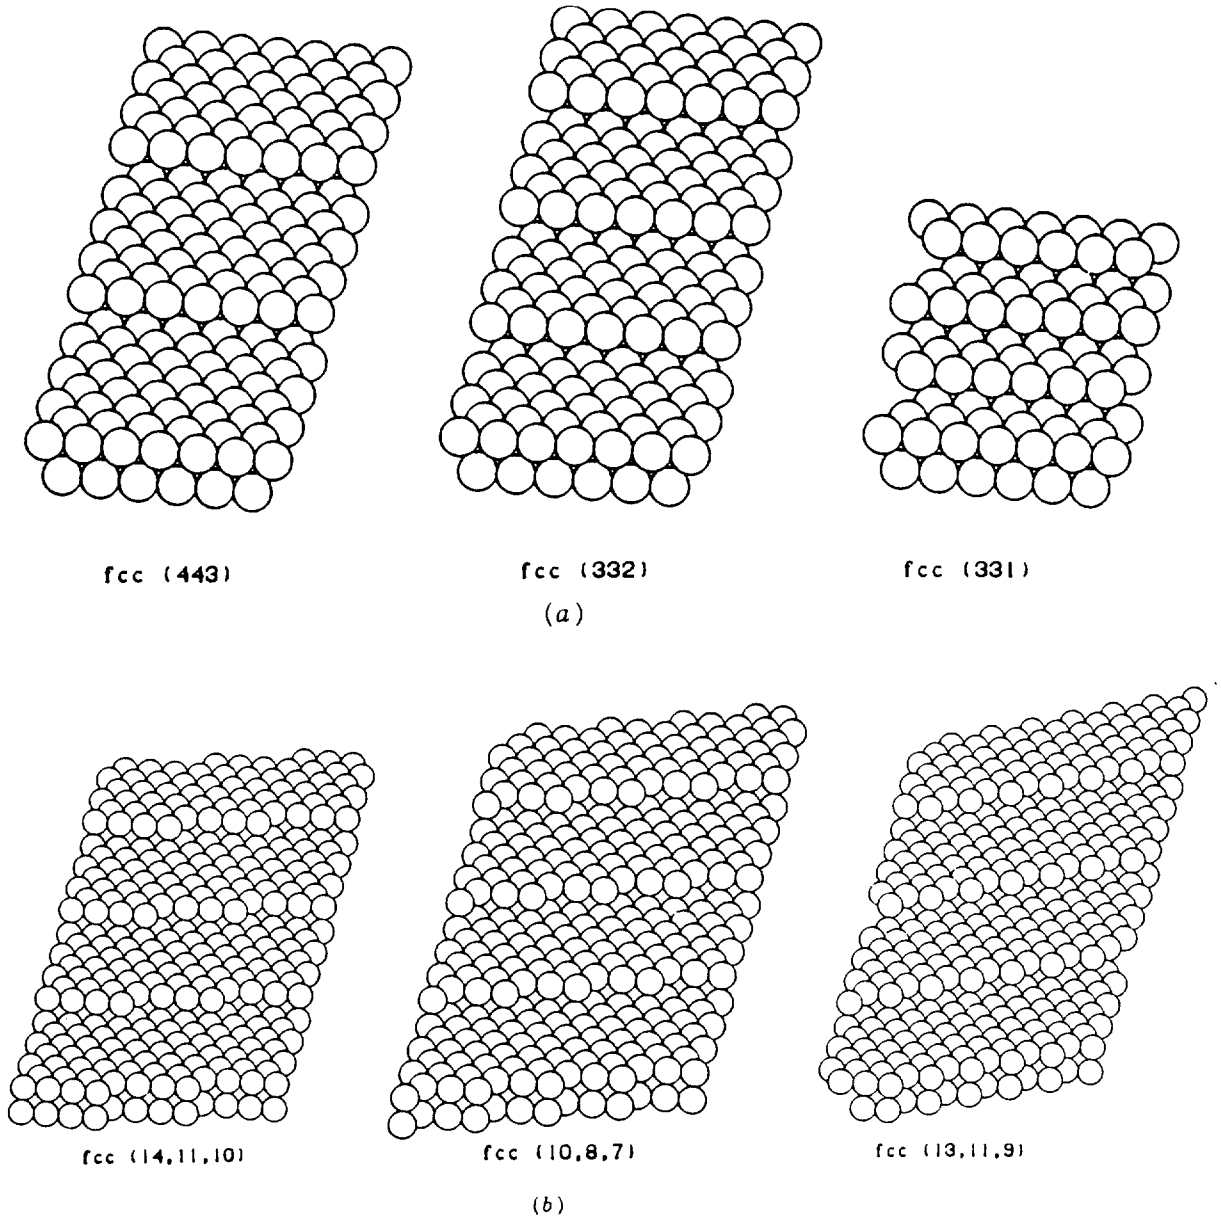 fcc (443)
fcc (332)
fcc (331)
(a)
fcc (14,11,10)
fcc (10,8,7)
fcc (13,11,9)
(b)